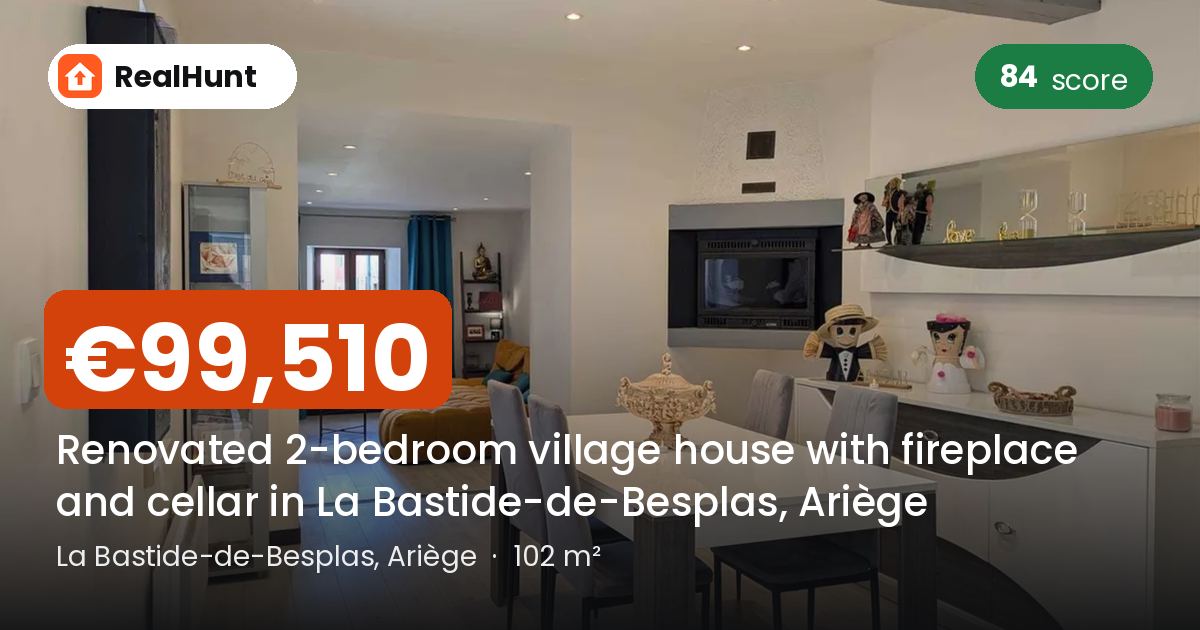 RealHunt
84 score
€99,510
Renovated 2-bedroom village house with fireplace
and cellar in La Bastide-de-Besplas, Ariège
La Bastide-de-Besplas, Ariège · 102 m²